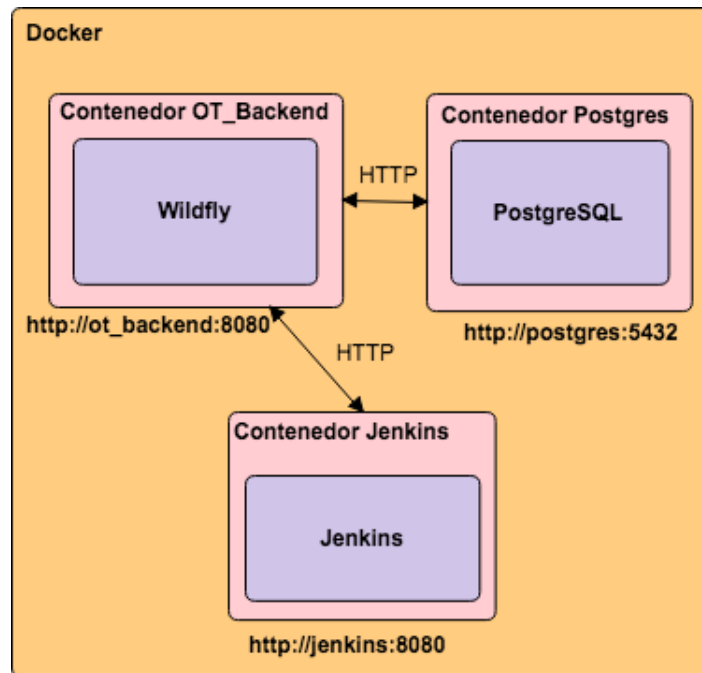 Docker
Contenedor OT_Backend
Wildfly
HTTP
Contenedor Postgres
PostgreSQL
http://ot_backend:8080
http://postgres:5432
HTTP
Contenedor Jenkins
Jenkins
http://jenkins:8080